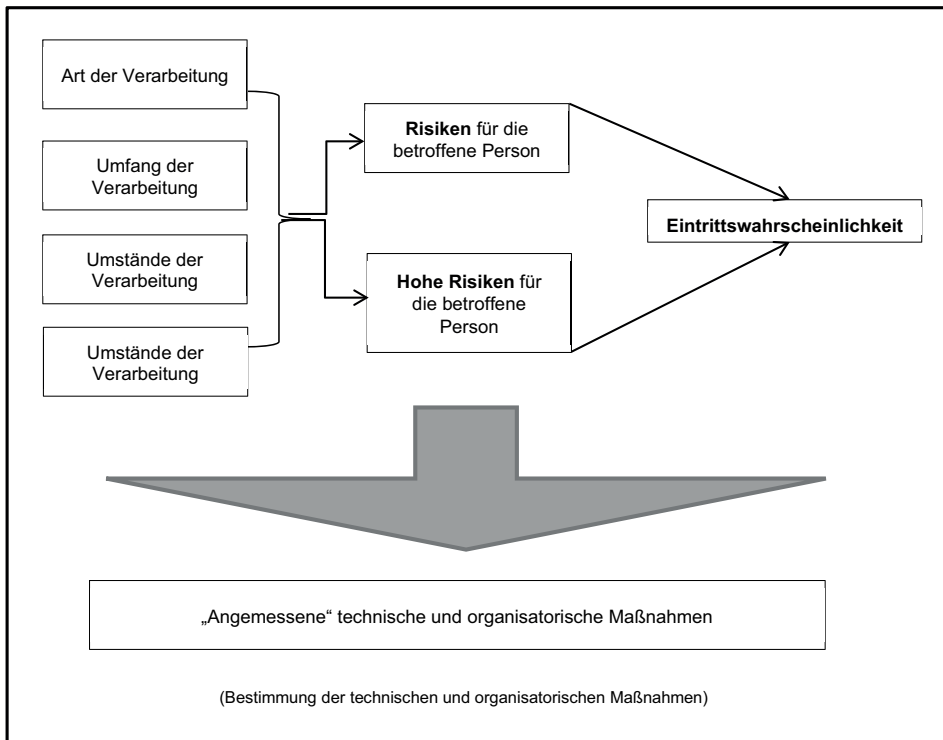 Art der Verarbeitung
Umfang der
Verarbeitung
Umstände der
Verarbeitung
Umstände der
Verarbeitung
Risiken für die
betroffene Person
Hohe Risiken für
die betroffene
Person
Eintrittswahrscheinlichkeit
„Angemessene“ technische und organisatorische Maßnahmen
(Bestimmung der technischen und organisatorischen Maßnahmen)